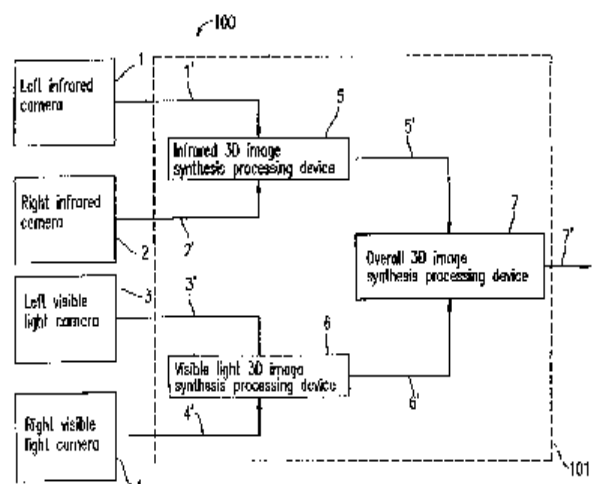 100
1
Left infrared
camera
1'
5
Infrared 3D image
synthesis processing device
5'
Right infrared
camera
2
2'
7
Overall 3D image
synthesis processing
device
7'
3
Left visible
light camera
3'
6
Visible light 3D image
synthesis processing
device
6'
Right visible
light camera
4'
101